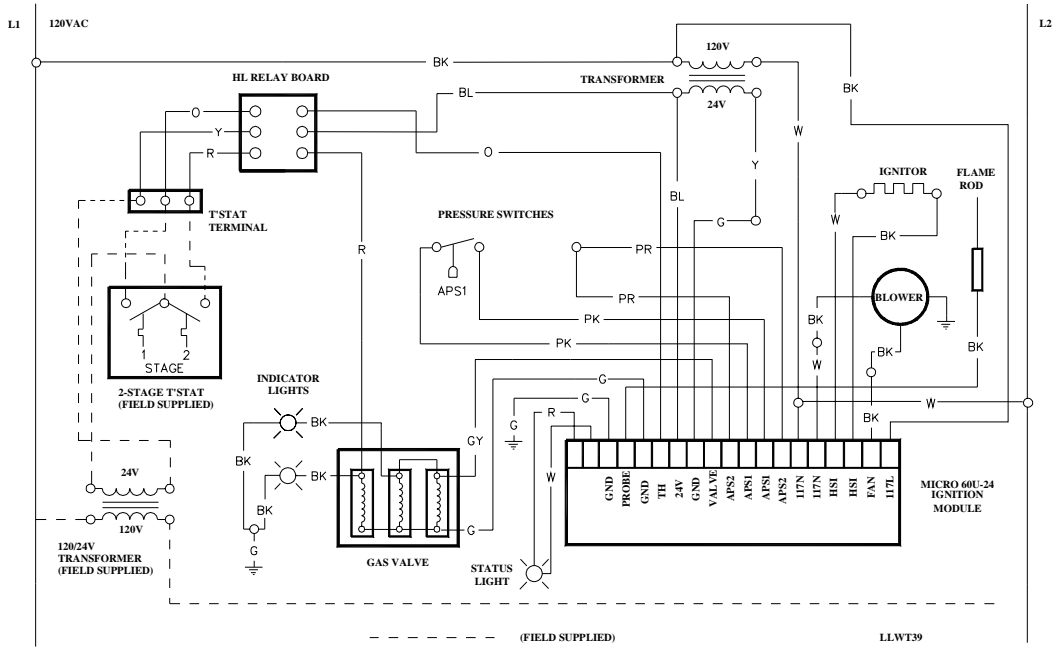 L1
120VAC
L2
120V
BK
HL RELAY BOARD
TRANSFORMER
BL
24V
BK
O
W
Y
O
Y
R
IGNITOR
FLAME
ROD
BL
T'STAT
TERMINAL
PRESSURE SWITCHES
G
W
BK
R
PR
APS1
PR
BLOWER
PK
BK
PK
BK
BK
W
1
2
STAGE
2-STAGE T'STAT
(FIELD SUPPLIED)
INDICATOR
LIGHTS
G
G
W
R
BK
G
BK
GY
BK
W
BK
BK
24V
GND
PROBE
GND
TH
24V
GND
VALVE
APS2
APS1
APS1
APS2
117N
117N
HSI
HSI
FAN
117L
MICRO 60U-24
IGNITION
MODULE
G
120V
120/24V
TRANSFORMER
(FIELD SUPPLIED)
G
GAS VALVE
STATUS
LIGHT
(FIELD SUPPLIED)
LLWT39